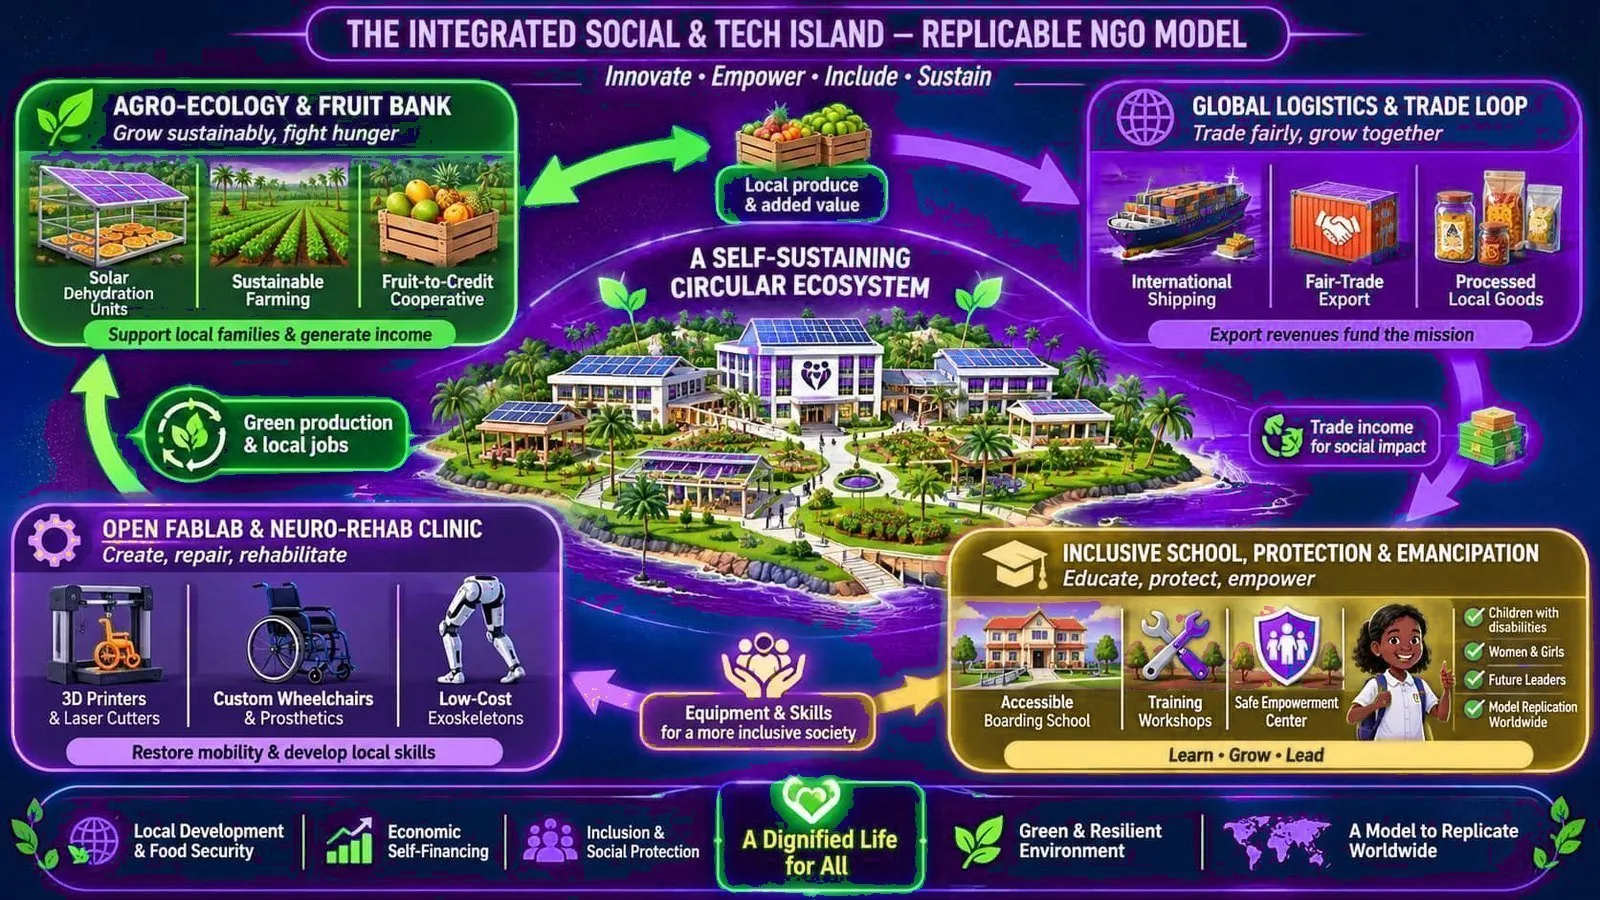 THE INTEGRATED SOCIAL & TECH ISLAND – REPLICABLE NGO MODEL
Innovate • Empower • Include • Sustain
AGRO-ECOLOGY & FRUIT BANK
Grow sustainably, fight hunger
Solar
Dehydration
Units
Sustainable
Farming
Fruit-to-Credit
Cooperative
Support local families & generate income
Local produce
& added value
GLOBAL LOGISTICS & TRADE LOOP
Trade fairly, grow together
International
Shipping
Fair-Trade
Export
Processed
Local Goods
Export revenues fund the mission
A SELF-SUSTAINING
CIRCULAR ECOSYSTEM
Green production
& local jobs
Trade income
for social impact
OPEN FABLAB & NEURO-REHAB CLINIC
Create, repair, rehabilitate
3D Printers
& Laser Cutters
Custom Wheelchairs
& Prosthetics
Low-Cost
Exoskeletons
Restore mobility & develop local skills
Equipment & Skills
for a more inclusive society
INCLUSIVE SCHOOL, PROTECTION & EMANCIPATION
Educate, protect, empower
Accessible
Boarding School
Training
Workshops
Safe Empowerment
Center
Children with
disabilities
Women & Girls
Future Leaders
Model Replication
Worldwide
Learn • Grow • Lead
Local Development
& Food Security
Economic
Self-Financing
Inclusion &
Social Protection
A Dignified Life
for All
Green & Resilient
Environment
A Model to Replicate
Worldwide